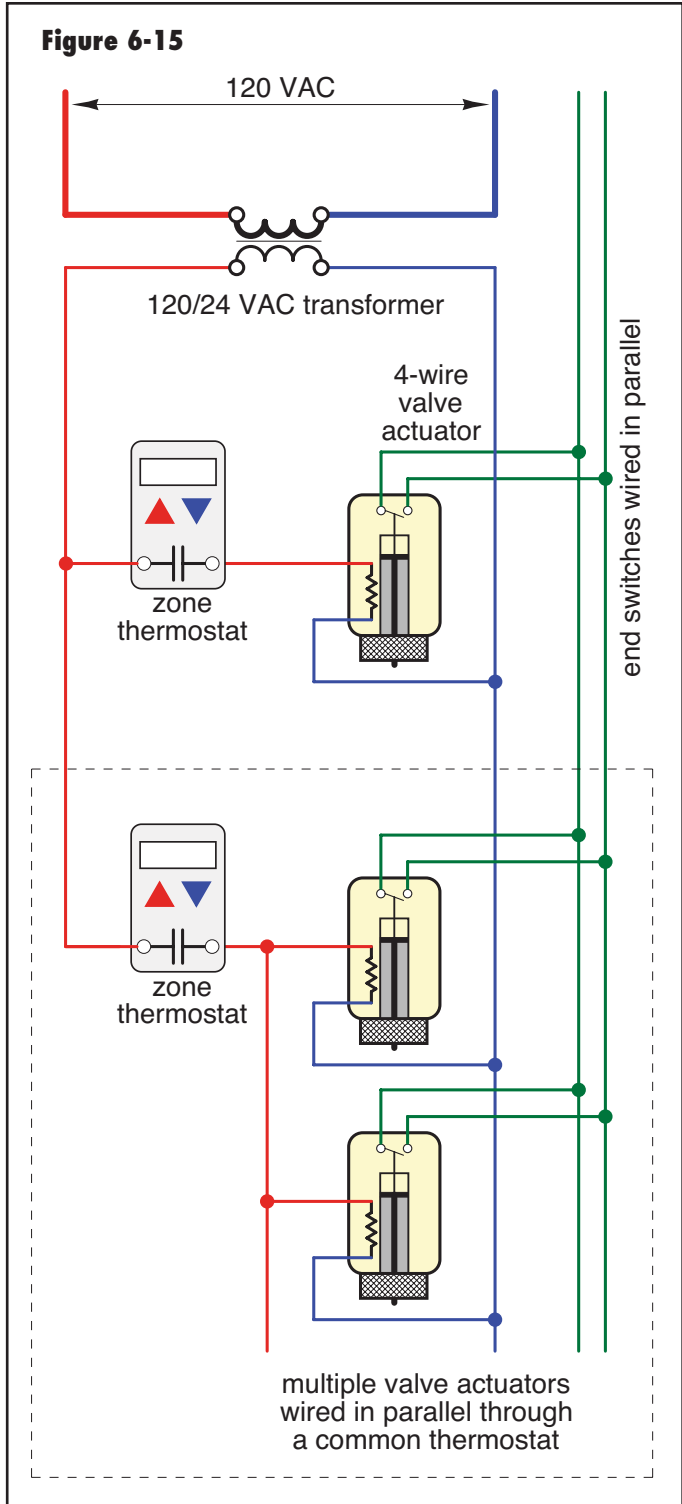 Figure 6-15
120 VAC
120/24 VAC transformer
4-wire
valve
actuator
end switches wired in parallel
zone
thermostat
zone
thermostat
multiple valve actuators
wired in parallel through
a common thermostat